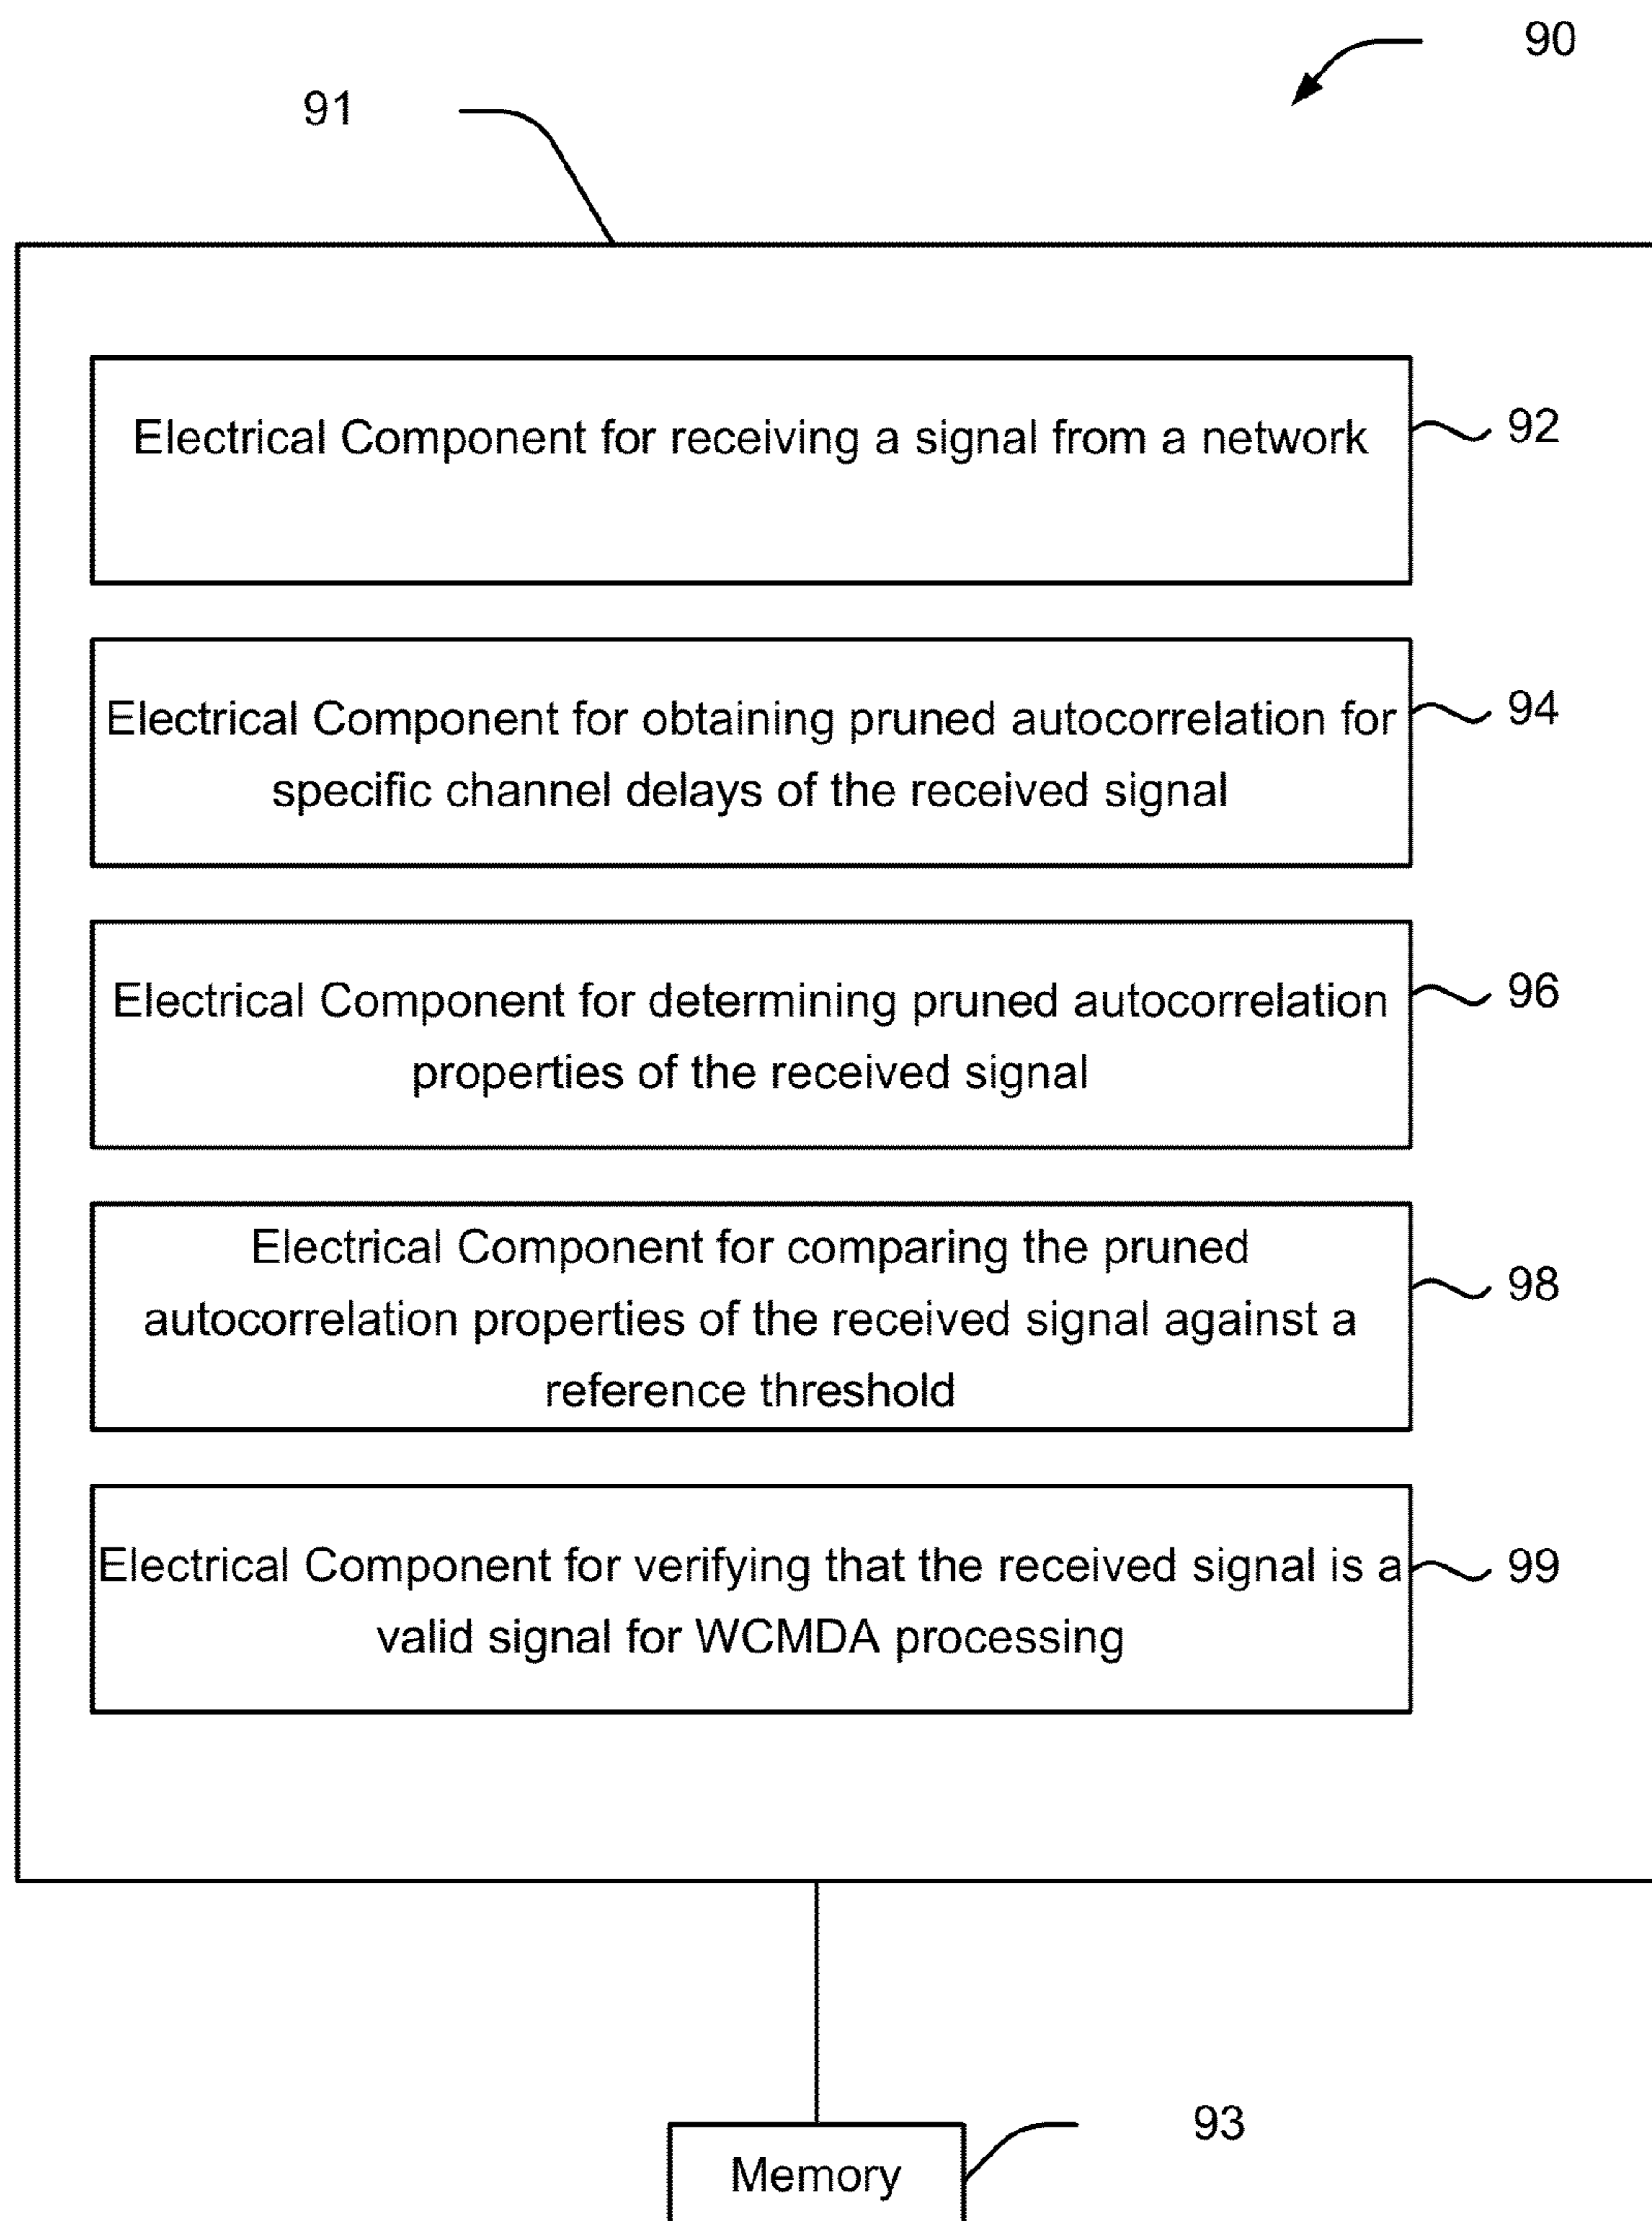 90
91
Electrical Component for receiving a signal from a network
92
Electrical Component for obtaining pruned autocorrelation for
specific channel delays of the received signal
94
Electrical Component for determining pruned autocorrelation
properties of the received signal
96
Electrical Component for comparing the pruned
autocorrelation properties of the received signal against a
reference threshold
98
Electrical Component for verifying that the received signal is a
valid signal for WCMDA processing
99
93
Memory